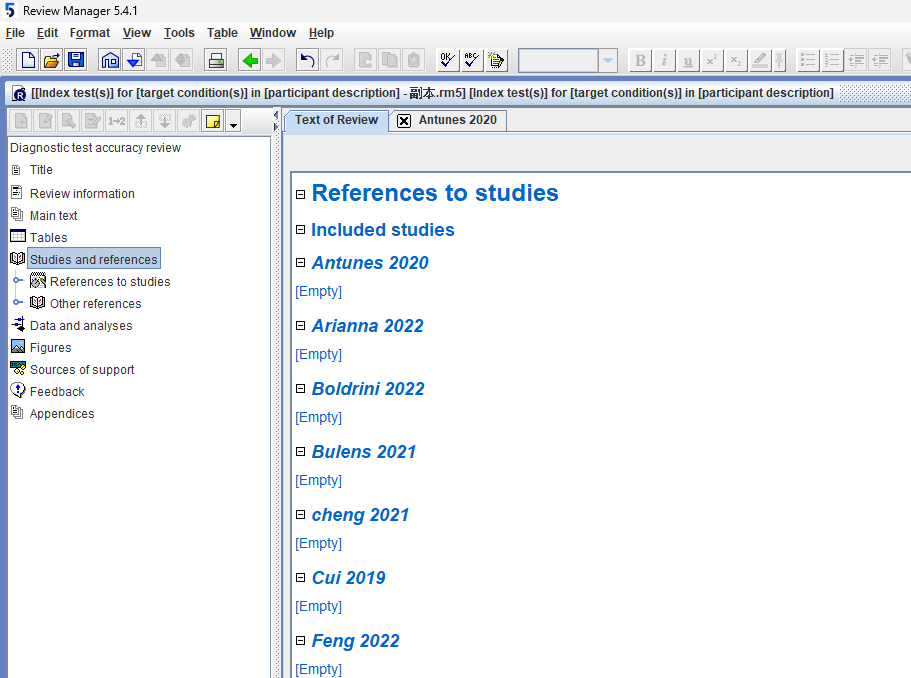 Review Manager 5.4.1
File Edit Format View Tools Table Window Help
[[Index test(s)] for [target condition(s)] in [participant description] - 副本.rm5] [Index test(s)] for [target condition(s)] in [participant description]
Text of Review
Antunes 2020
Diagnostic test accuracy review
Title
Review information
Main text
Tables
Studies and references
References to studies
Other references
Data and analyses
Figures
Sources of support
Feedback
Appendices
References to studies
Included studies
Antunes 2020
[Empty]
Arianna 2022
[Empty]
Boldrini 2022
[Empty]
Bulens 2021
[Empty]
cheng 2021
[Empty]
Cui 2019
[Empty]
Feng 2022
[Empty]